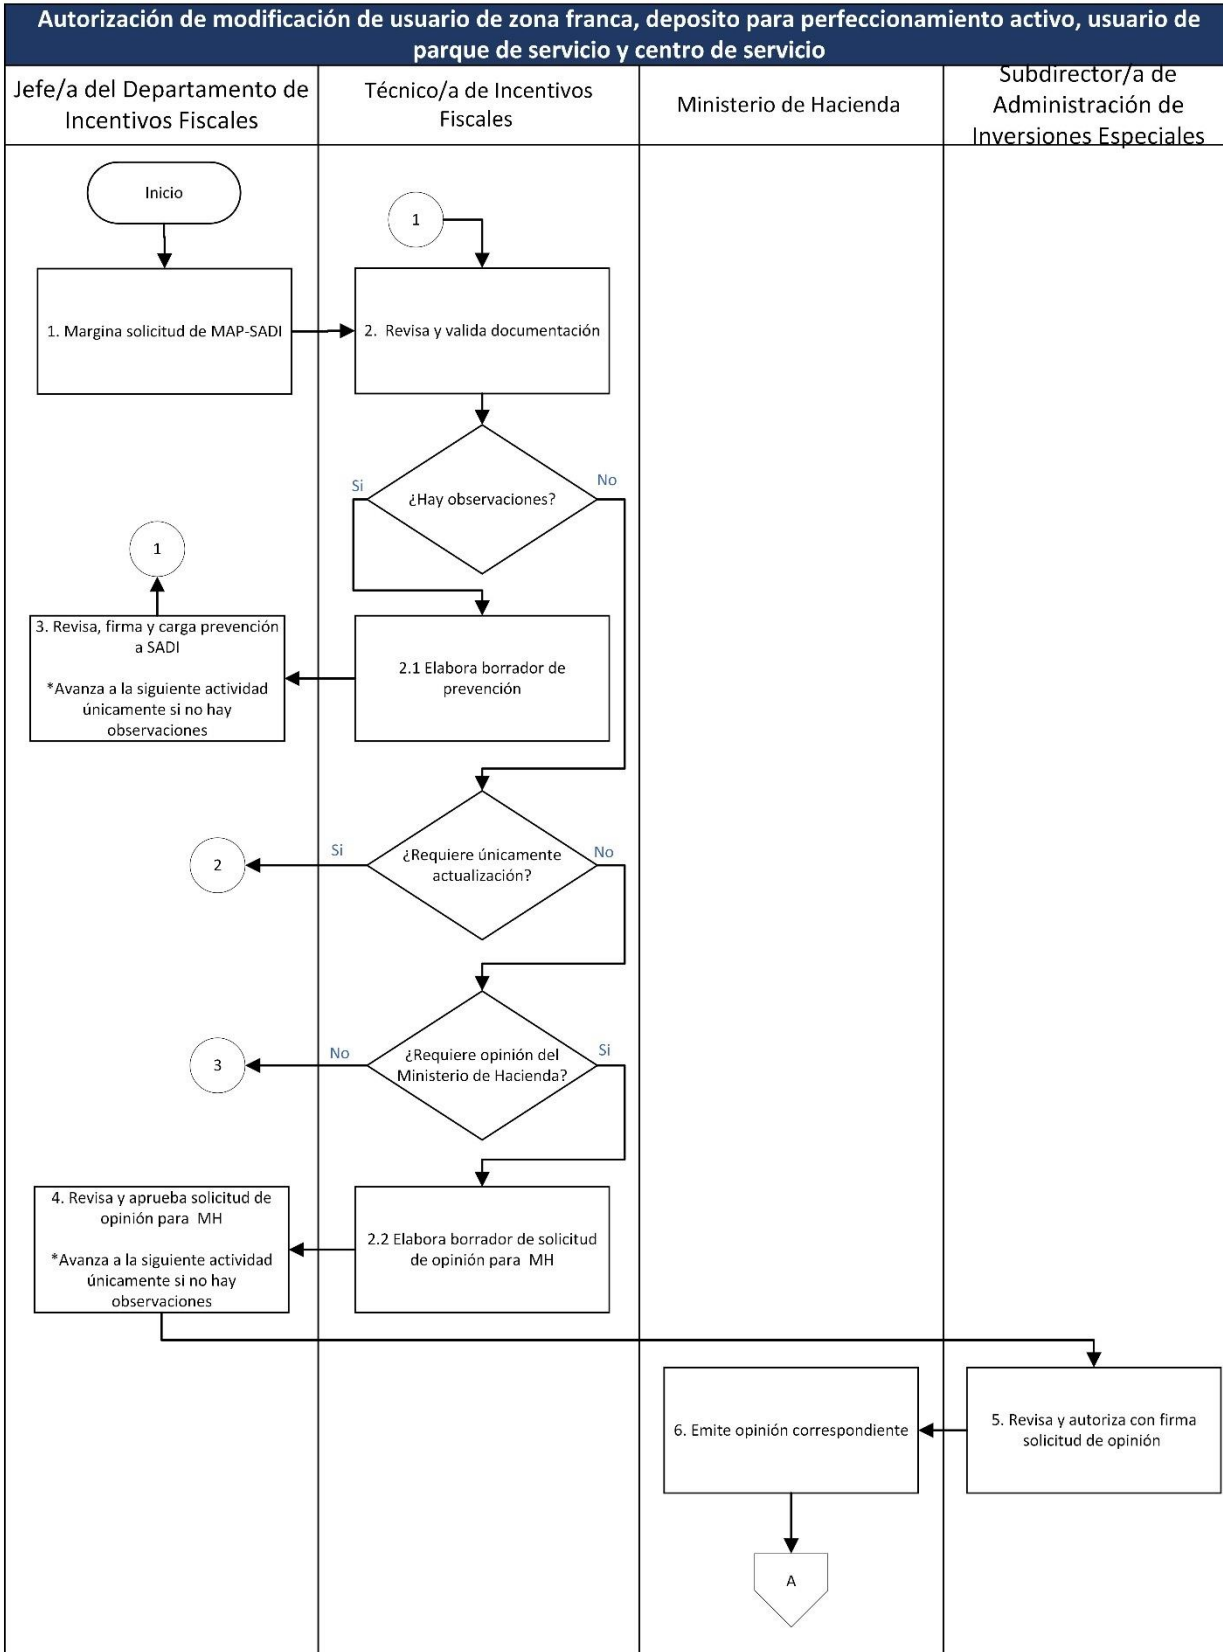 Autorización de modificación de usuario de zona franca, deposito para perfeccionamiento activo, usuario de
parque de servicio y centro de servicio
Jefe/a del Departamento de
Incentivos Fiscales
Técnico/a de Incentivos
Fiscales
Ministerio de Hacienda
Subdirector/a de
Administración de
Inversiones Especiales
Inicio
1
1. Margina solicitud de MAP-SADI
2. Revisa y valida documentación
Si
¿Hay observaciones?
No
1
3. Revisa, firma y carga prevención
a SADI
*Avanza a la siguiente actividad
únicamente si no hay
observaciones
2.1 Elabora borrador de
prevención
2
Si
¿Requiere únicamente
actualización?
No
3
No
¿Requiere opinión del
Ministerio de Hacienda?
Si
4. Revisa y aprueba solicitud de
opinión para MH
*Avanza a la siguiente actividad
únicamente si no hay
observaciones
2.2 Elabora borrador de solicitud
de opinión para MH
6. Emite opinión correspondiente
5. Revisa y autoriza con firma
solicitud de opinión
A